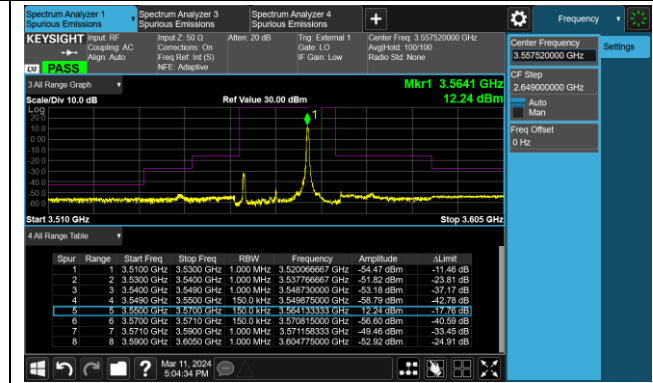 Spectrum Analyzer 1
Spurious Emissions
Spectrum Analyzer 3
Spurious Emissions
Spectrum Analyzer 4
Spurious Emissions
Frequency
KEYSIGHT
Input: RF
Coupling: AC
Align: Auto
Input Z: 50 Ω
Corrections: On
Freq Ref: Int (S)
NFE: Adaptive
Atten: 20 dB
Trig: External 1
Gate: LO
IF Gain: Low
Center Freq: 3.557520000 GHz
Avg|Hold: 100/100
Radio Std: None
LXI PASS
Center Frequency
3.557520000 GHz
Settings
CF Step
2.649000000 GHz
Auto
Man
Freq Offset
0 Hz
3 All Range Graph
Mkr1 3.5641 GHz
12.24 dBm
Scale/Div 10.0 dB
Ref Value 30.00 dBm
Log
20.0
10.0
0.00
-10.0
-20.0
-30.0
-40.0
-50.0
-60.0
1
Start 3.510 GHz
Stop 3.605 GHz
4 All Range Table
Spur Range Start Freq Stop Freq RBW Frequency Amplitude ΔLimit
1 1 3.5100 GHz 3.5300 GHz 1.000 MHz 3.520066667 GHz -54.47 dBm -11.46 dB
2 2 3.5300 GHz 3.5400 GHz 1.000 MHz 3.537766667 GHz -51.82 dBm -23.81 dB
3 3 3.5400 GHz 3.5490 GHz 1.000 MHz 3.548730000 GHz -53.18 dBm -37.17 dB
4 4 3.5490 GHz 3.5500 GHz 150.0 kHz 3.549875000 GHz -58.79 dBm -42.78 dB
5 5 3.5500 GHz 3.5700 GHz 150.0 kHz 3.564133333 GHz 12.24 dBm -17.76 dB
6 6 3.5700 GHz 3.5710 GHz 150.0 kHz 3.570815000 GHz -56.60 dBm -40.59 dB
7 7 3.5710 GHz 3.5900 GHz 1.000 MHz 3.571158333 GHz -49.46 dBm -33.45 dB
8 8 3.5900 GHz 3.6050 GHz 1.000 MHz 3.604775000 GHz -52.92 dBm -24.91 dB
Mar 11, 2024
5:04:34 PM